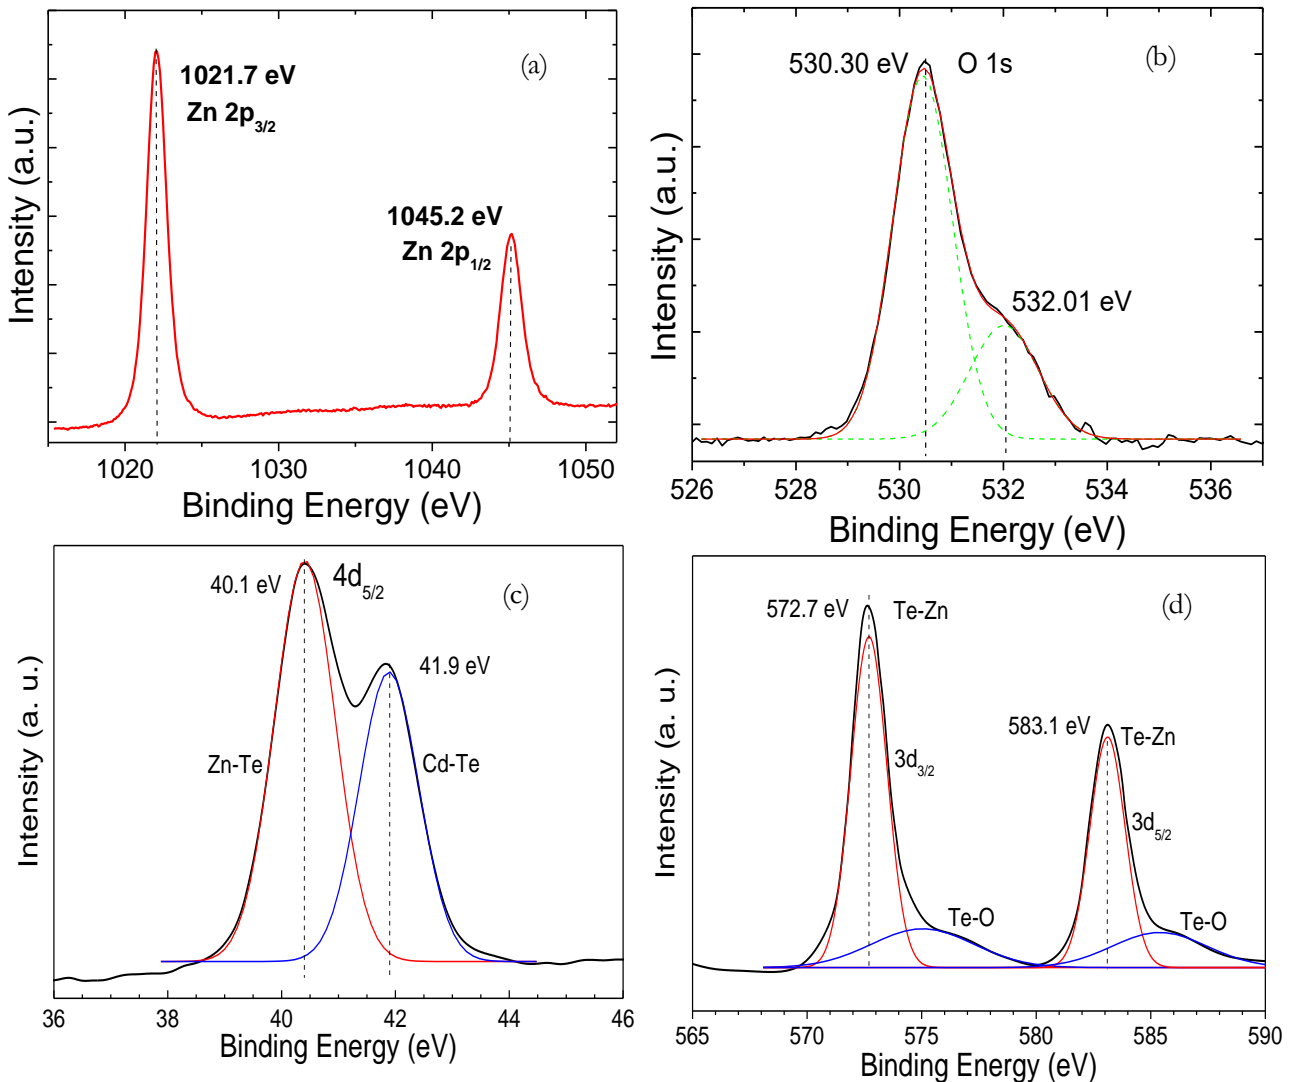 (a)
1021.7 eV
Zn 2p3/2
1045.2 eV
Zn 2p1/2
Intensity (a.u.)
1020 1030 1040 1050
Binding Energy (eV)
(b)
530.30 eV O 1s
532.01 eV
Intensity (a.u.)
526 528 530 532 534 536
Binding Energy (eV)
(c)
40.1 eV 4d5/2
41.9 eV
Zn-Te Cd-Te
Intensity (a. u.)
36 38 40 42 44 46
Binding Energy (eV)
(d)
572.7 eV Te-Zn
583.1 eV Te-Zn
3d3/2
3d5/2
Te-O Te-O
Intensity (a. u.)
565 570 575 580 585 590
Binding Energy (eV)